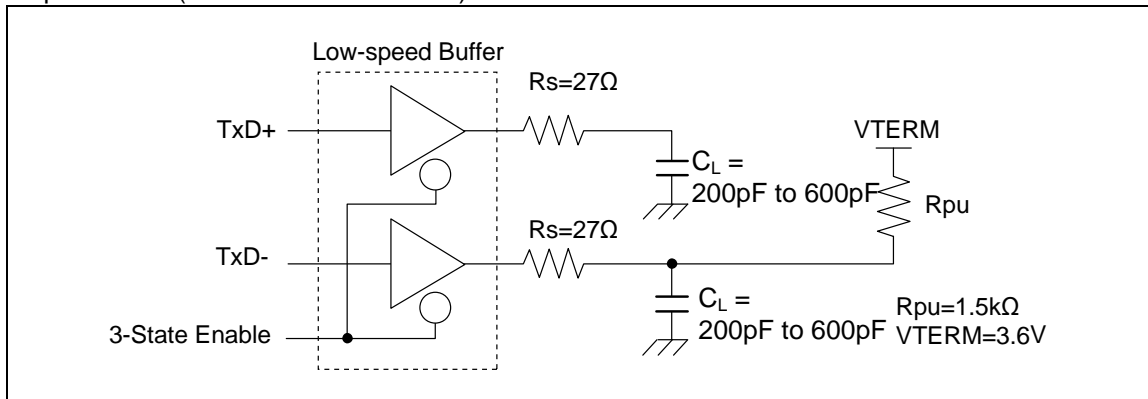 Low-speed Buffer
Rs=27Ω
TxD+
VTERM
C_L =
200pF to 600pF
Rpu
Rs=27Ω
TxD-
C_L =
200pF to 600pF
Rpu=1.5kΩ
VTERM=3.6V
3-State Enable